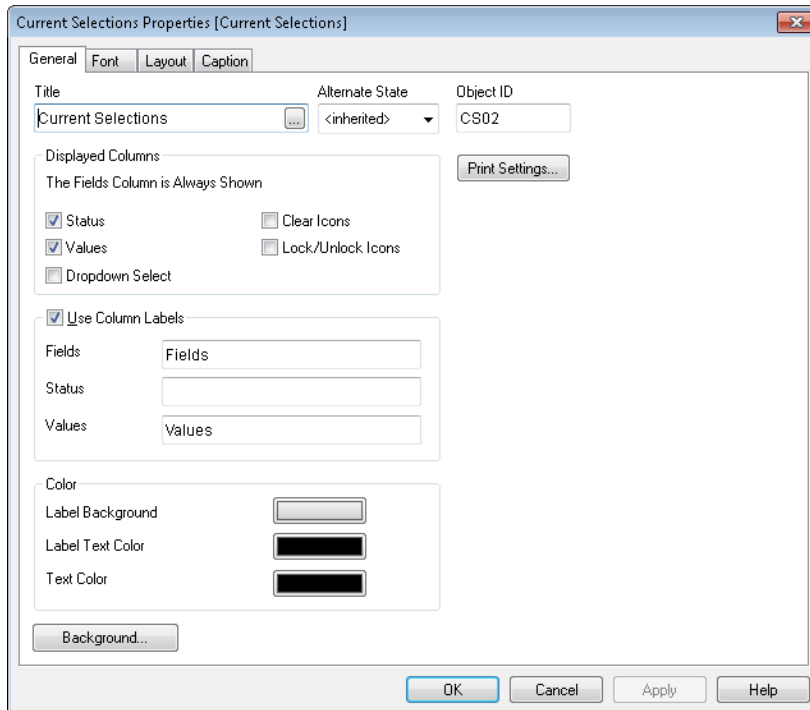 Current Selections Properties [Current Selections]
General Font Layout Caption
Title Alternate State Object ID
Current Selections ... <inherited> CS02
Displayed Columns Print Settings...
The Fields Column is Always Shown
Status Clear Icons
Values Lock/Unlock Icons
Dropdown Select
Use Column Labels
Fields Fields
Status
Values Values
Color
Label Background
Label Text Color
Text Color
Background...
OK Cancel Apply Help